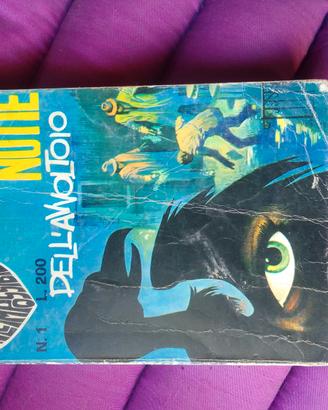 NOTTE
DELL'AVVOLTOIO
N. 1 L. 200